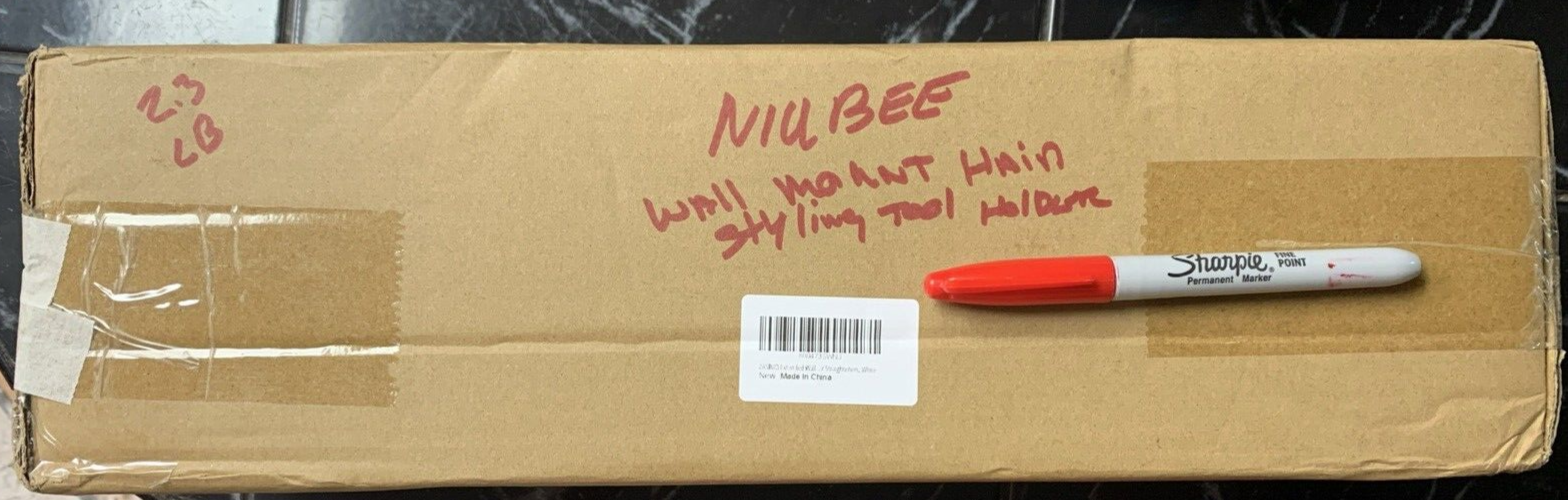 2.3
LB
NIUBEE
WAll MOUNT HAiR
Styling Tool HolDer
Sharpie® FINE
POINT
Permanent Marker
New Made In China